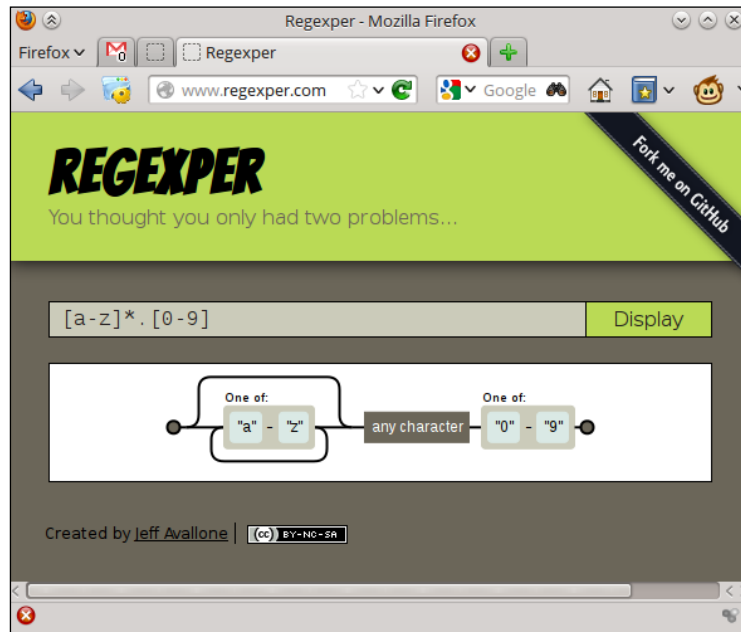 Regexper - Mozilla Firefox
Firefox
0
Regexper
www.regexper.com
Google
REGEXPER
You thought you only had two problems...
Fork me on GitHub
[a-z]*.[0-9]
Display
One of:
One of:
"a" - "z"
any character
"0" - "9"
Created by Jeff Avallone
(cc) BY-NC-SA